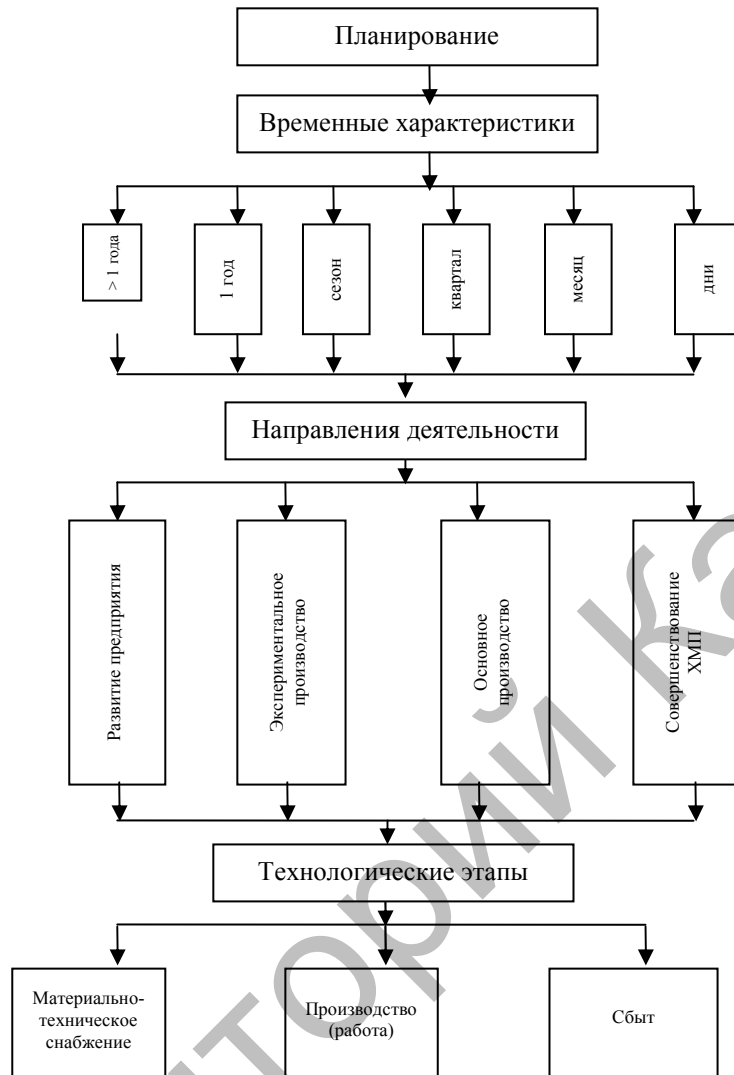 Планирование
Временные характеристики
> 1 года
1 год
сезон
квартал
месяц
дни
Направления деятельности
Развитие предприятия
Экспериментальное
производство
Основное
производство
Совершенствование
ХМП
Технологические этапы
Материально-
техническое
снабжение
Производство
(работа)
Сбыт